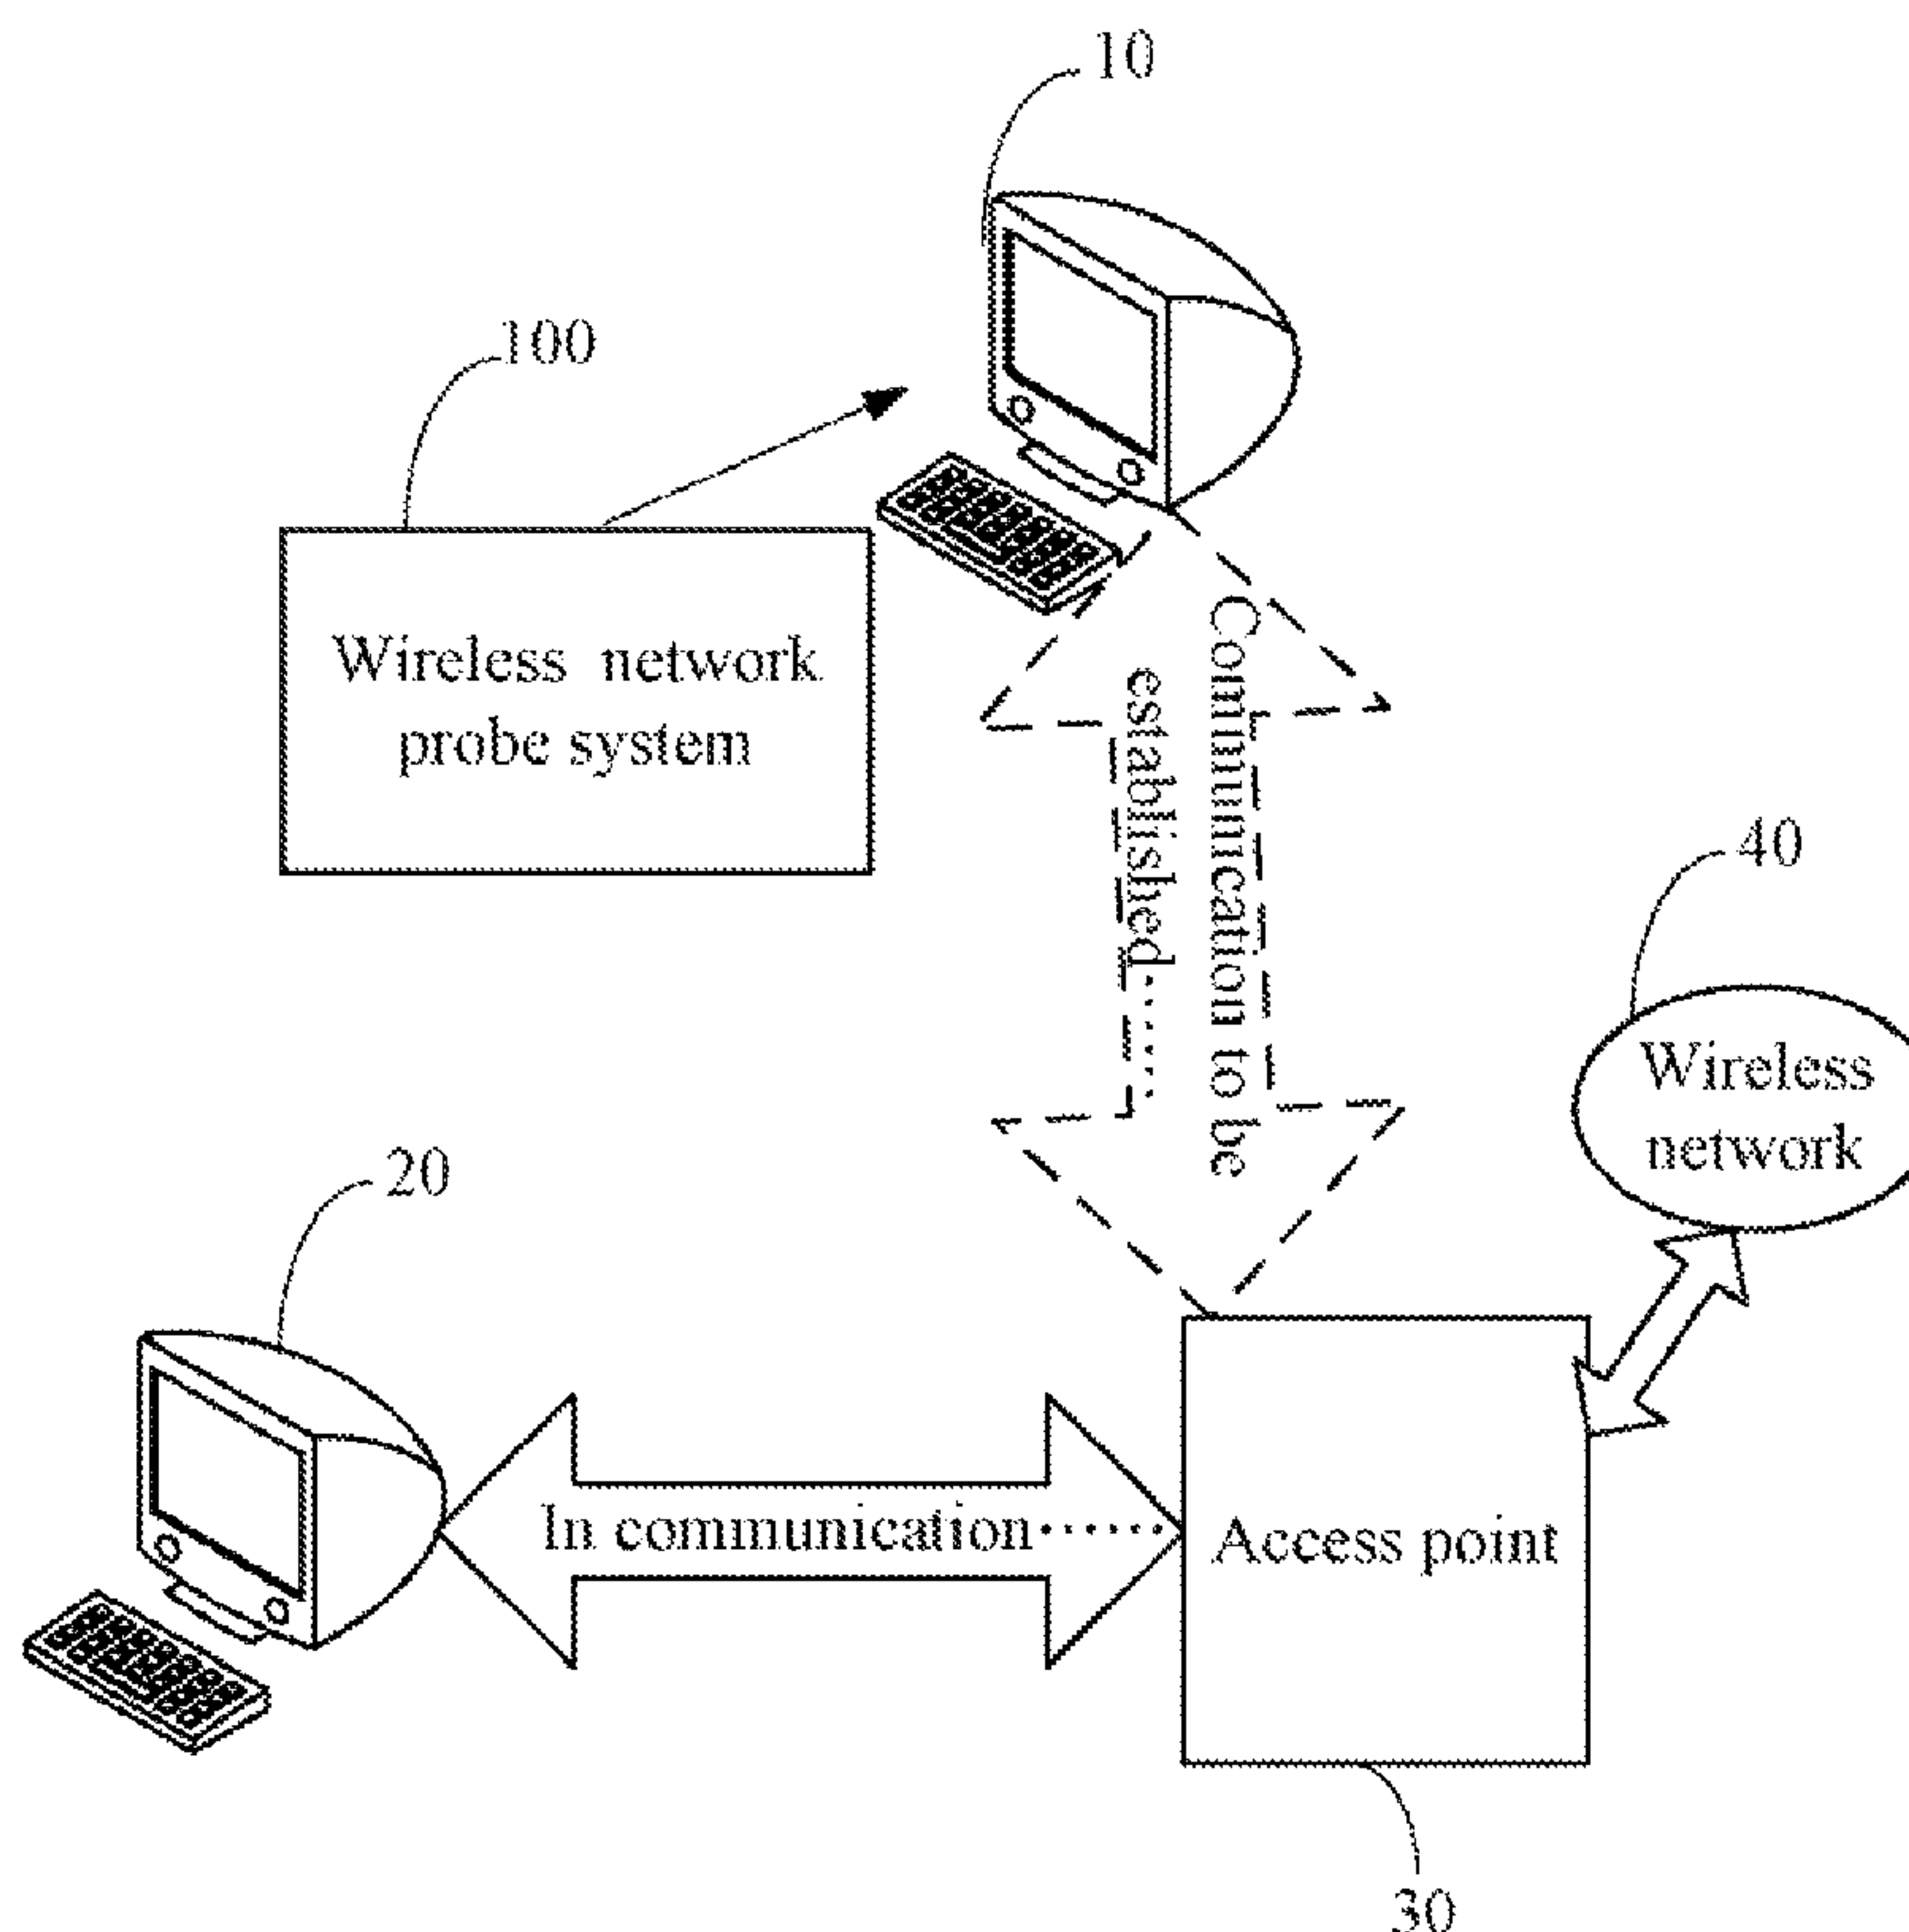 10
100
Wireless network
probe system
Communication to be
established......
40
Wireless
network
20
In communication......
Access point
30